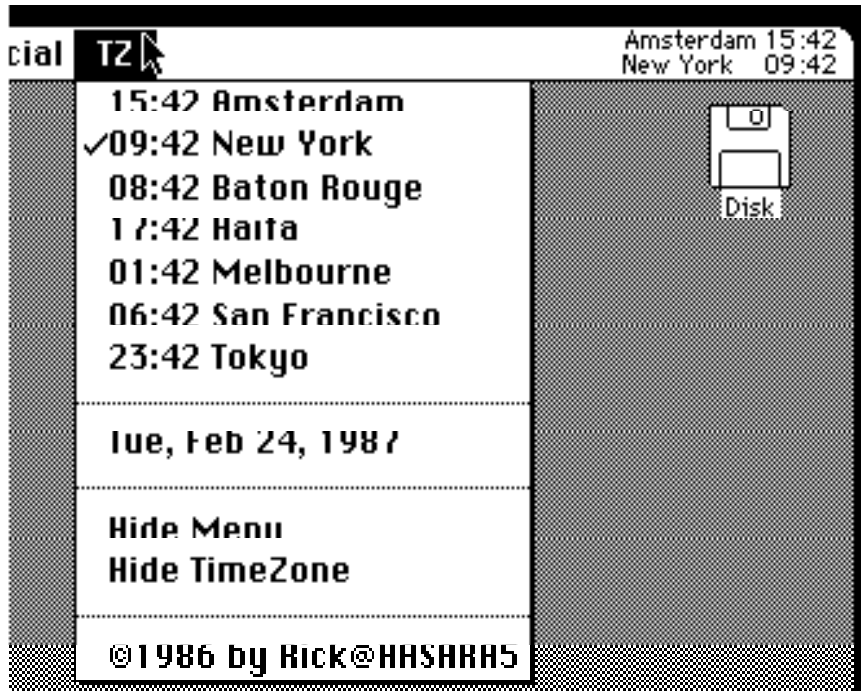 cial TZ
Amsterdam 15:42
New York 09:42
15:42 Amsterdam
✓09:42 New York
08:42 Baton Rouge
17:42 Haifa
01:42 Melbourne
06:42 San Francisco
23:42 Tokyo
Tue, Feb 24, 1987
Hide Menu
Hide TimeZone
©1986 by Rick@HASARA5
Disk